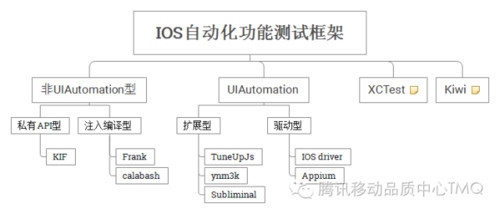 IOS自动化功能测试框架
非UIAutomation型
UIAutomation
XCTest
Kiwi
私有API型
注入编译型
扩展型
驱动型
KIF
Frank
TuneUpJs
IOS driver
calabash
ynm3k
Appium
Subliminal
腾讯移动品质中心TMQ